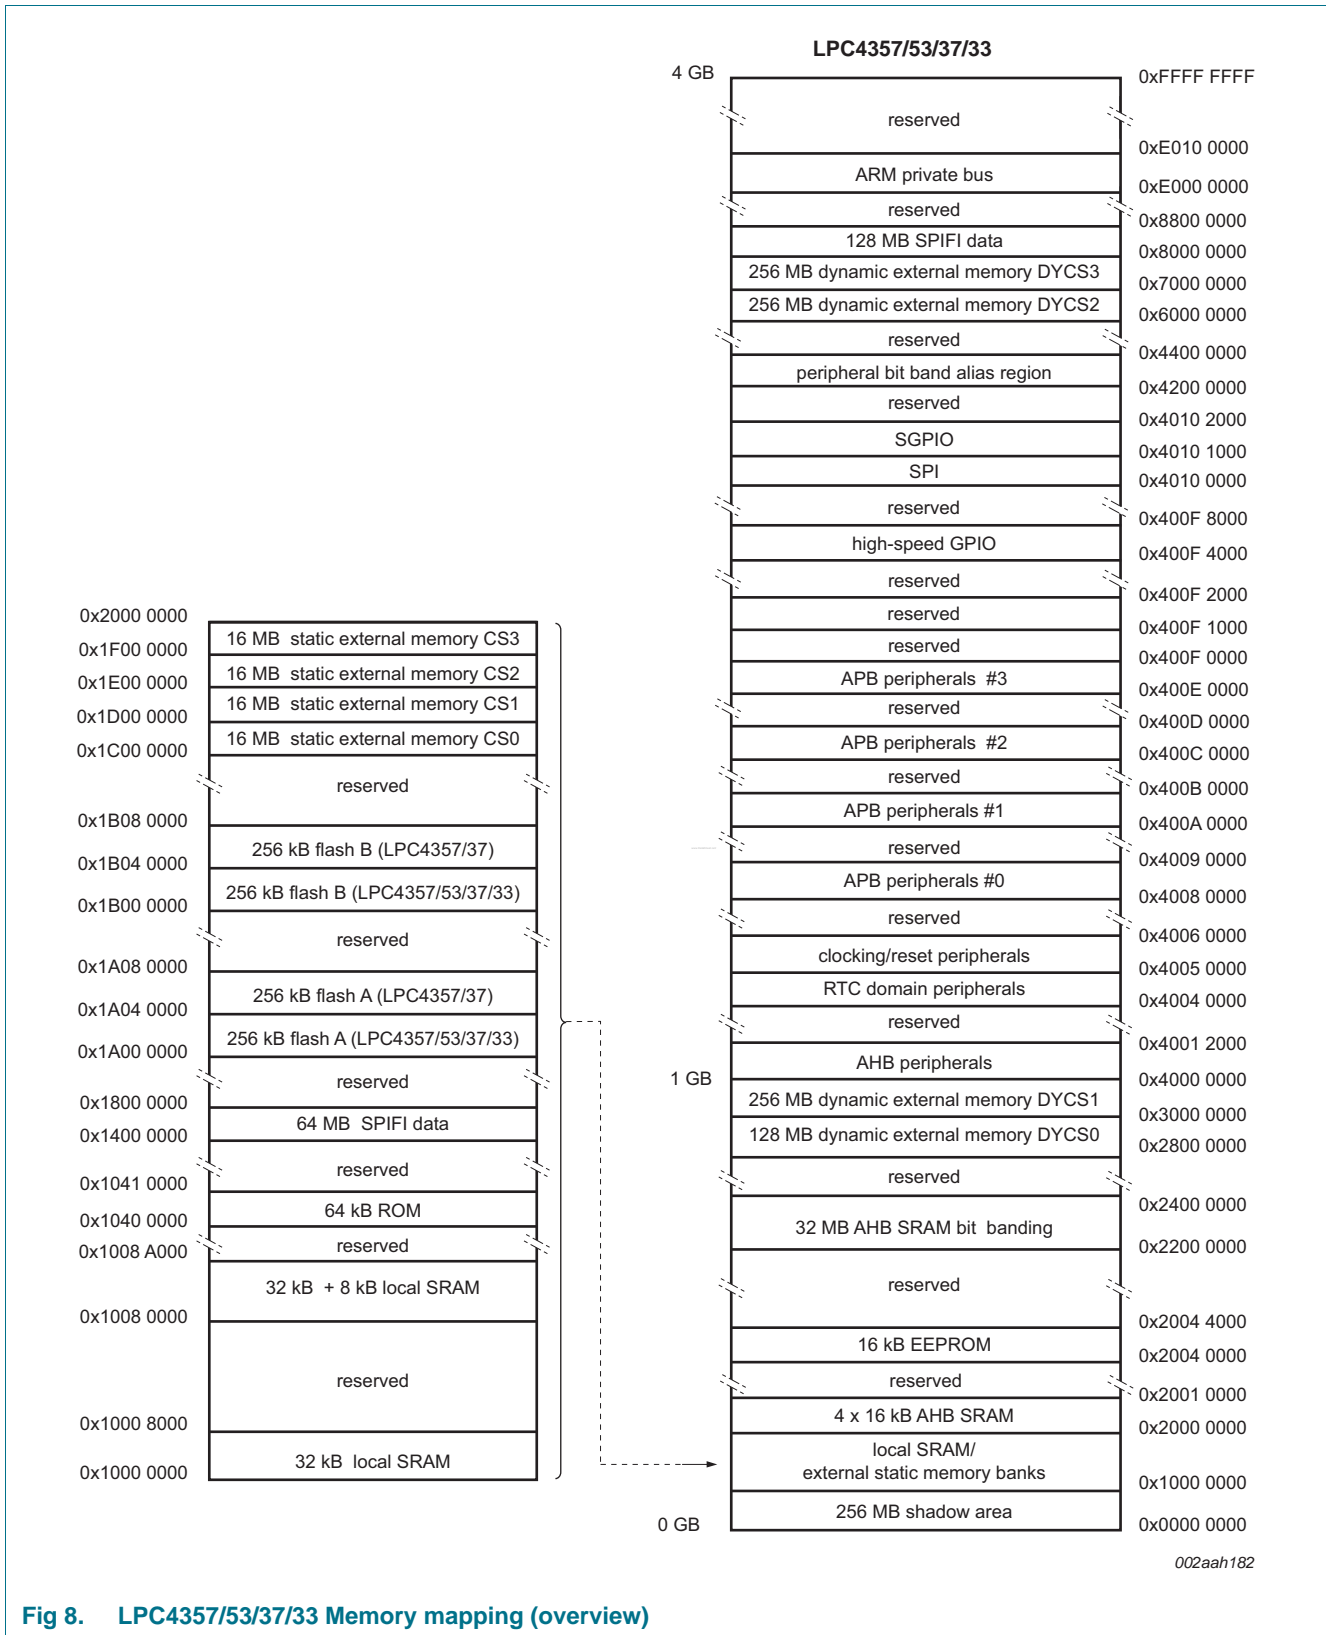 LPC4357/53/37/33
4 GB
0xFFFF FFFF
reserved
0xE010 0000
ARM private bus
0xE000 0000
reserved
0x8800 0000
128 MB SPIFI data
0x8000 0000
256 MB dynamic external memory DYCS3
0x7000 0000
256 MB dynamic external memory DYCS2
0x6000 0000
reserved
0x4400 0000
peripheral bit band alias region
0x4200 0000
reserved
0x4010 2000
SGPIO
0x4010 1000
SPI
0x4010 0000
reserved
0x400F 8000
high-speed GPIO
0x400F 4000
reserved
0x400F 2000
reserved
0x400F 1000
reserved
0x400F 0000
APB peripherals #3
0x400E 0000
reserved
0x400D 0000
APB peripherals #2
0x400C 0000
reserved
0x400B 0000
APB peripherals #1
0x400A 0000
reserved
0x4009 0000
APB peripherals #0
0x4008 0000
reserved
0x4006 0000
clocking/reset peripherals
0x4005 0000
RTC domain peripherals
0x4004 0000
reserved
0x4001 2000
AHB peripherals
1 GB
0x4000 0000
256 MB dynamic external memory DYCS1
0x3000 0000
128 MB dynamic external memory DYCS0
0x2800 0000
reserved
0x2400 0000
32 MB AHB SRAM bit banding
0x2200 0000
reserved
0x2004 4000
16 kB EEPROM
0x2004 0000
reserved
0x2001 0000
4 x 16 kB AHB SRAM
0x2000 0000
local SRAM/
external static memory banks
0x1000 0000
256 MB shadow area
0 GB
0x0000 0000
0x2000 0000
16 MB static external memory CS3
0x1F00 0000
16 MB static external memory CS2
0x1E00 0000
16 MB static external memory CS1
0x1D00 0000
16 MB static external memory CS0
0x1C00 0000
reserved
0x1B08 0000
256 kB flash B (LPC4357/37)
0x1B04 0000
256 kB flash B (LPC4357/53/37/33)
0x1B00 0000
reserved
0x1A08 0000
256 kB flash A (LPC4357/37)
0x1A04 0000
256 kB flash A (LPC4357/53/37/33)
0x1A00 0000
reserved
0x1800 0000
64 MB SPIFI data
0x1400 0000
reserved
0x1041 0000
64 kB ROM
0x1040 0000
reserved
0x1008 A000
32 kB + 8 kB local SRAM
0x1008 0000
reserved
0x1000 8000
32 kB local SRAM
0x1000 0000
002aah182
Fig 8. LPC4357/53/37/33 Memory mapping (overview)